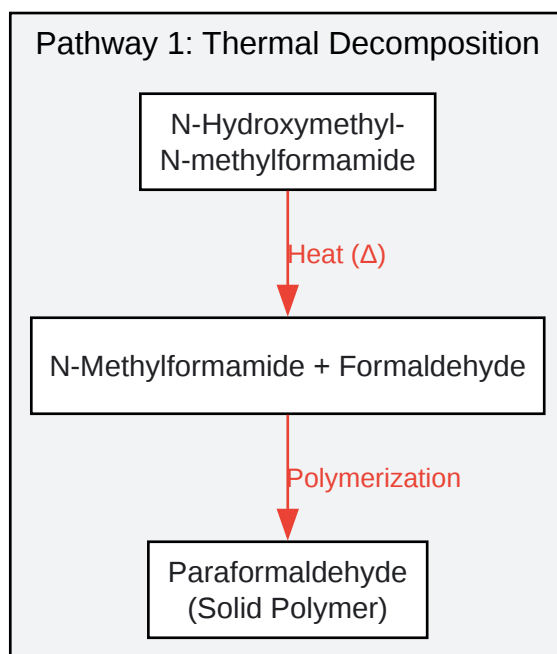 Pathway 1: Thermal Decomposition
N-Hydroxymethyl-
N-methylformamide
Heat (Δ)
N-Methylformamide + Formaldehyde
Polymerization
Paraformaldehyde
(Solid Polymer)